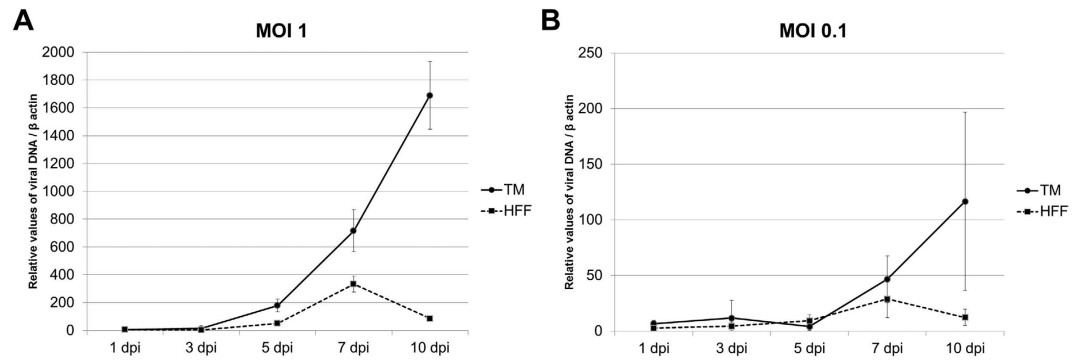 A
MOI 1
Relative values of viral DNA / β actin
2000
1800
1600
1400
1200
1000
800
600
400
200
0
1 dpi 3 dpi 5 dpi 7 dpi 10 dpi
TM
HFF
B
MOI 0.1
Relative values of viral DNA / β actin
250
200
150
100
50
0
1 dpi 3 dpi 5 dpi 7 dpi 10 dpi
TM
HFF